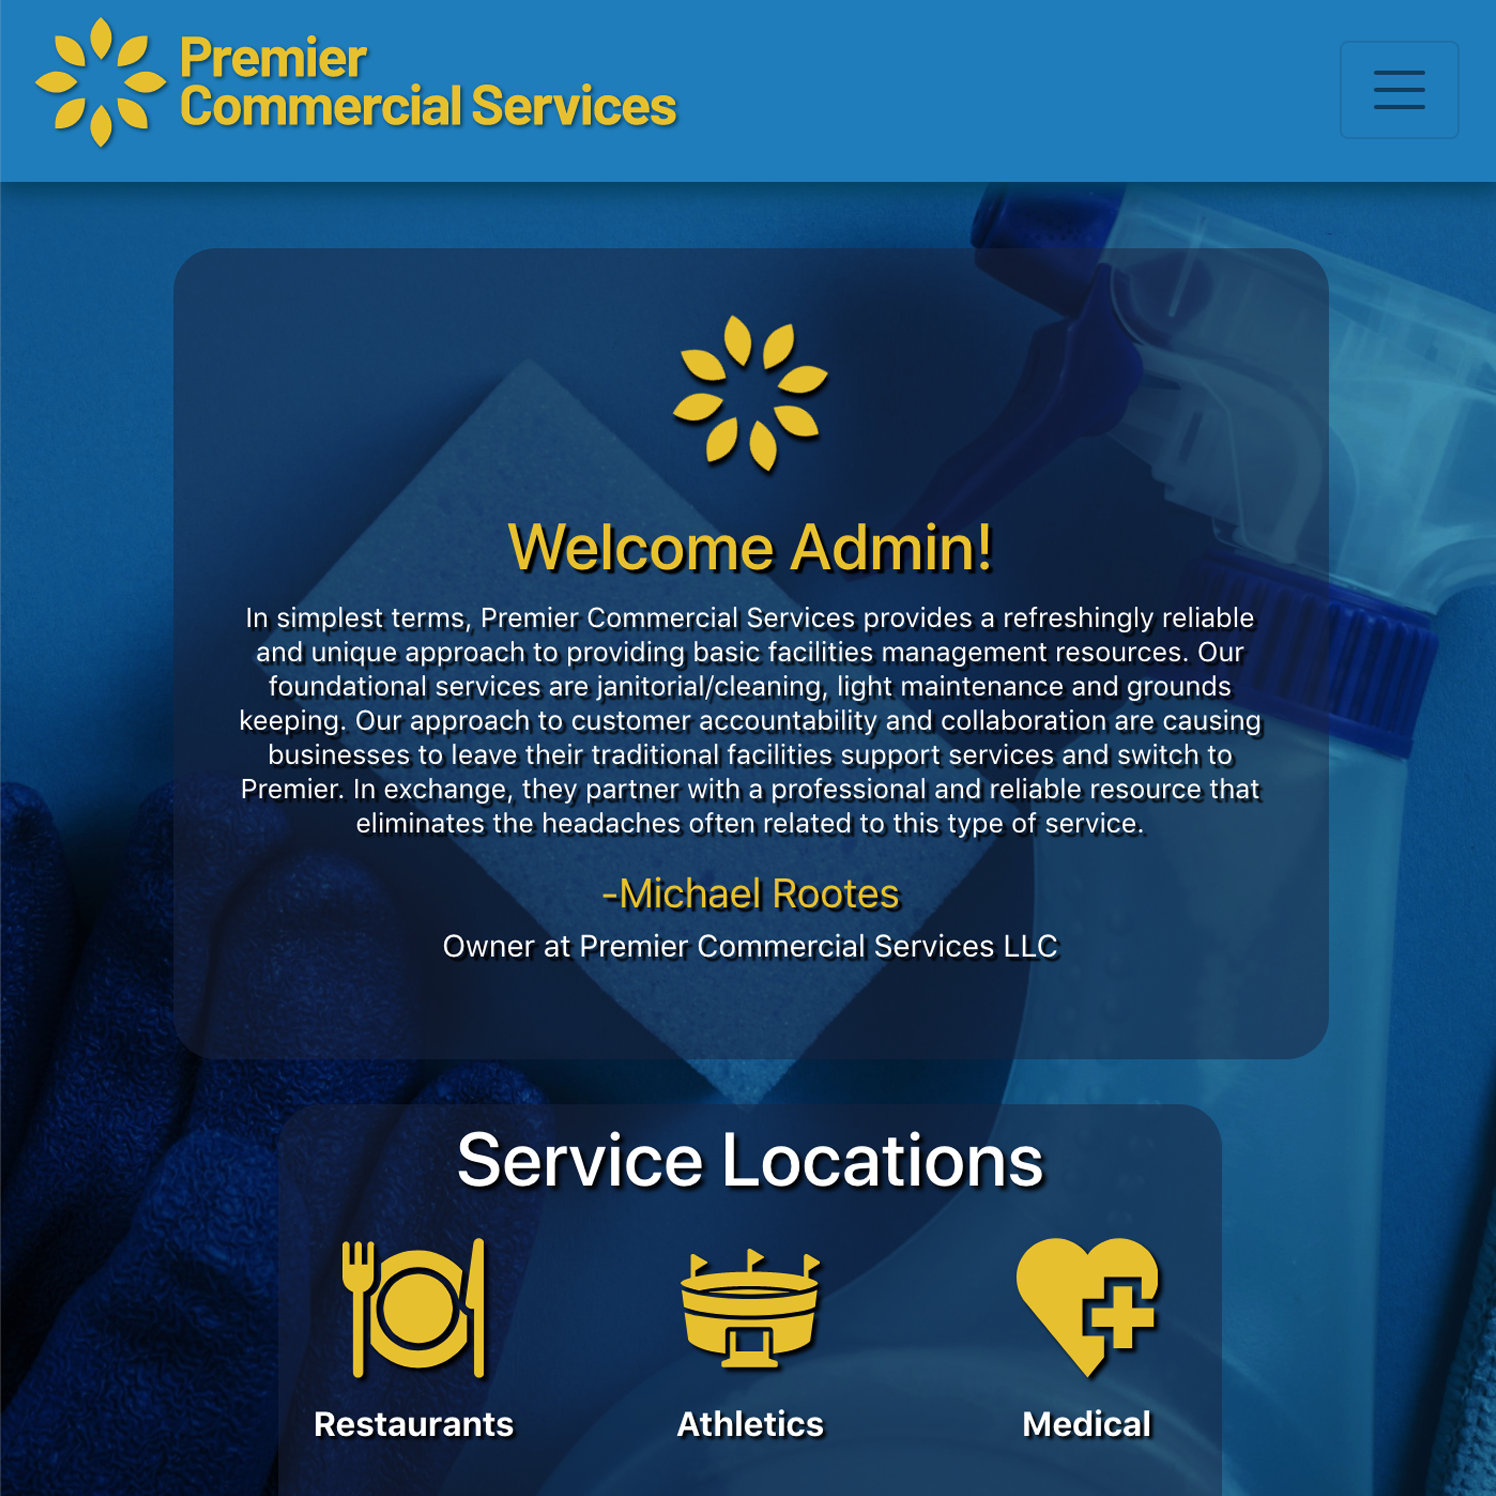 Premier
Commercial Services
Welcome Admin!
In simplest terms, Premier Commercial Services provides a refreshingly reliable
and unique approach to providing basic facilities management resources. Our
foundational services are janitorial/cleaning, light maintenance and grounds
keeping. Our approach to customer accountability and collaboration are causing
businesses to leave their traditional facilities support services and switch to
Premier. In exchange, they partner with a professional and reliable resource that
eliminates the headaches often related to this type of service.
-Michael Rootes
Owner at Premier Commercial Services LLC
Service Locations
Restaurants
Athletics
Medical